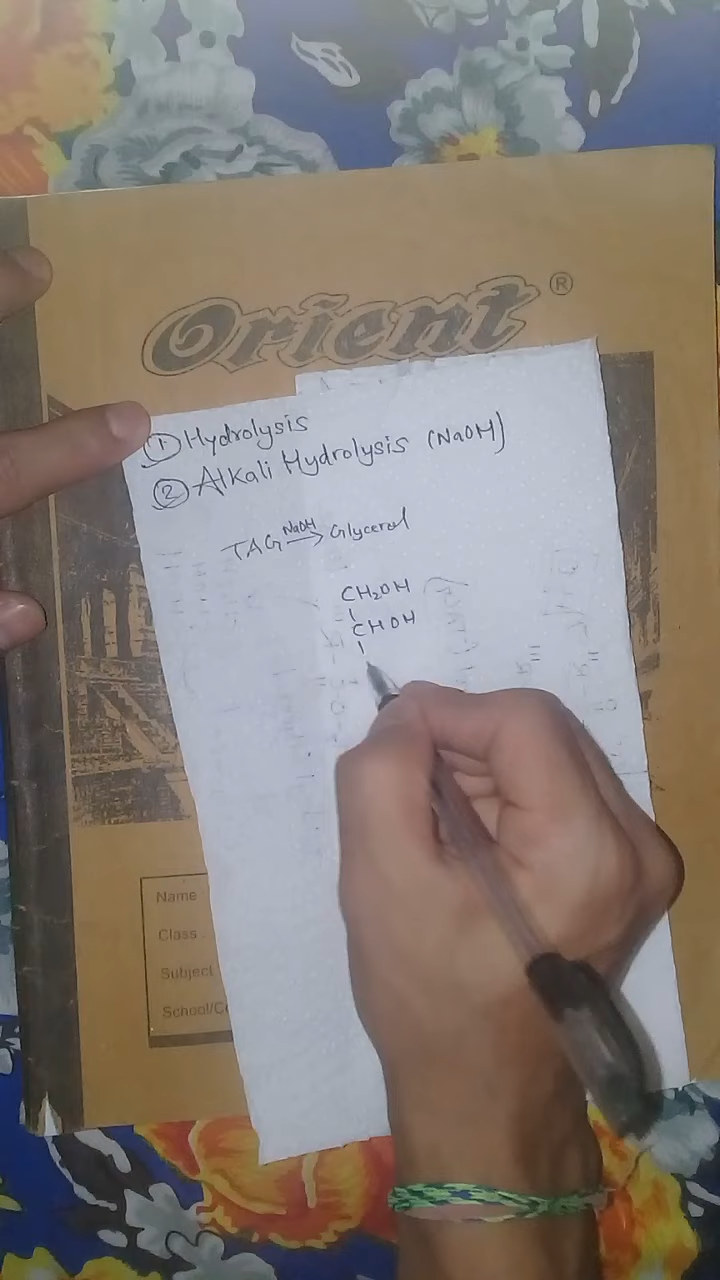 Orient®
① Hydrolysis
② Alkali Hydrolysis (NaOH)
TAG NaOH→ Glycerol
CH₂OH
CHOH
Name
Class
Subject
School/C